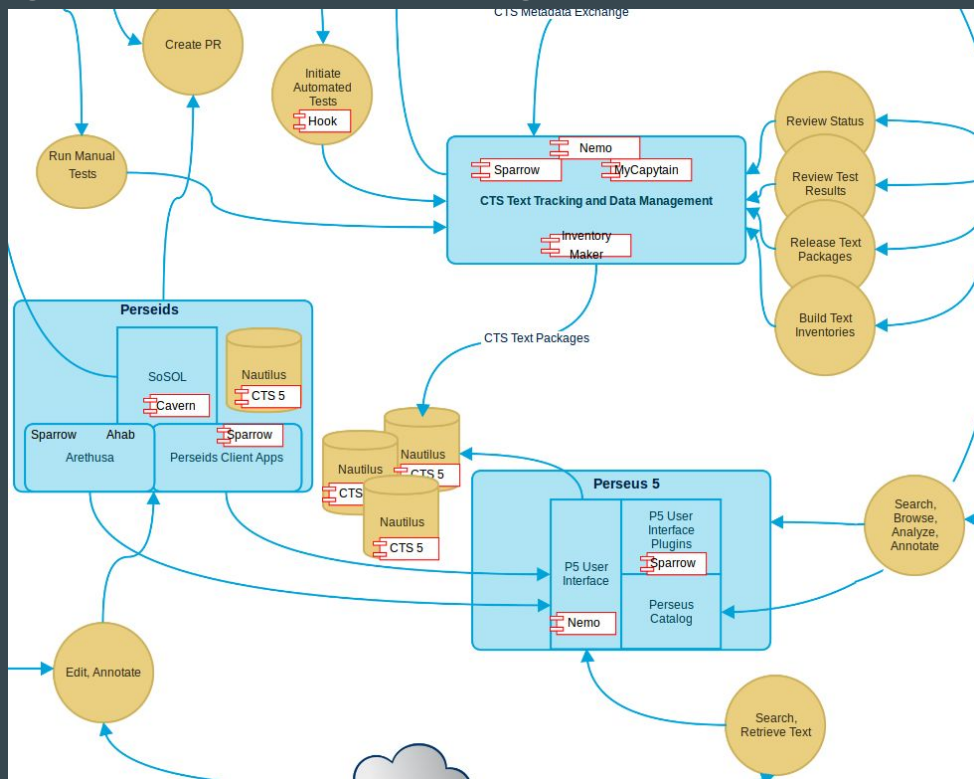 CTS Metadata Exchange
Create PR
Initiate
Automated
Tests
Hook
Run Manual
Tests
Nemo
Sparrow
MyCapytain
CTS Text Tracking and Data Management
Inventory
Maker
Review Status
Review Test
Results
Release Text
Packages
Build Text
Inventories
CTS Text Packages
Perseids
SoSOL
Cavern
Nautilus
CTS 5
Sparrow
Ahab
Arethusa
Sparrow
Perseids Client Apps
Nautilus
CTS 5
Nautilus
CTS
Nautilus
CTS 5
Perseus 5
P5 User
Interface
Plugins
Sparrow
P5 User
Interface
Nemo
Perseus
Catalog
Search,
Browse,
Analyze,
Annotate
Edit, Annotate
Search,
Retrieve Text